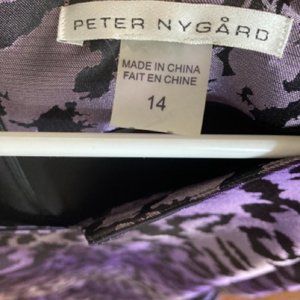 PETER NYGÅRD
MADE IN CHINA
FAIT EN CHINE
14